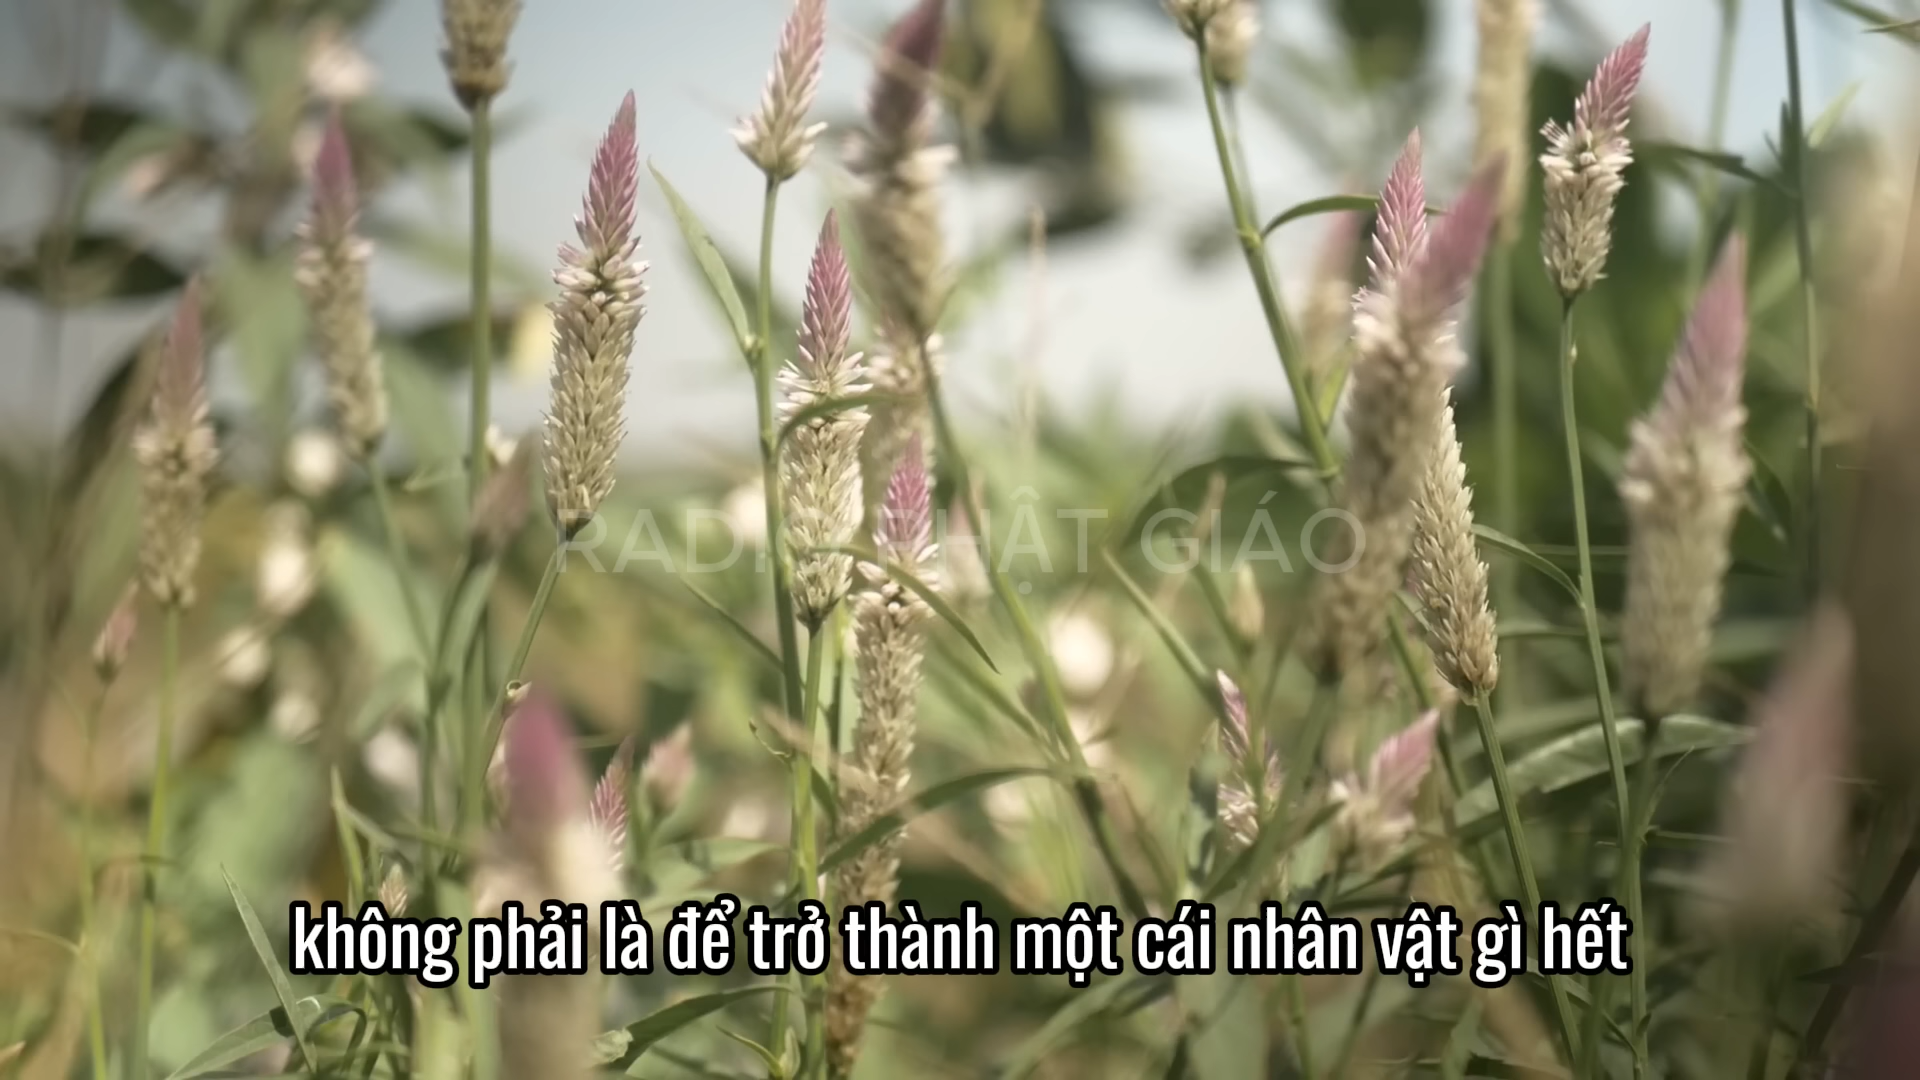 RADIO PHẬT GIÁO
không phải là để trở thành một cái nhân vật gì hết